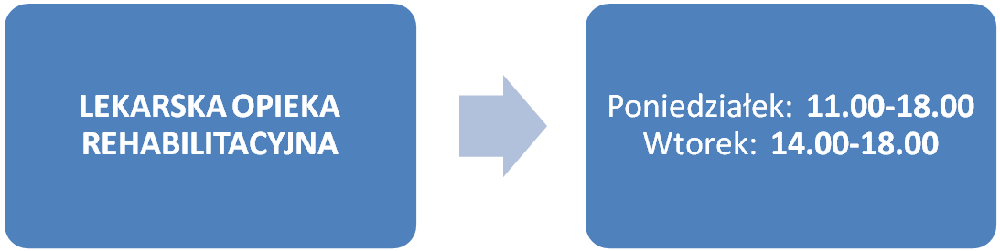 LEKARSKA OPIEKA
REHABILITACYJNA
Poniedziałek: 11.00-18.00
Wtorek: 14.00-18.00